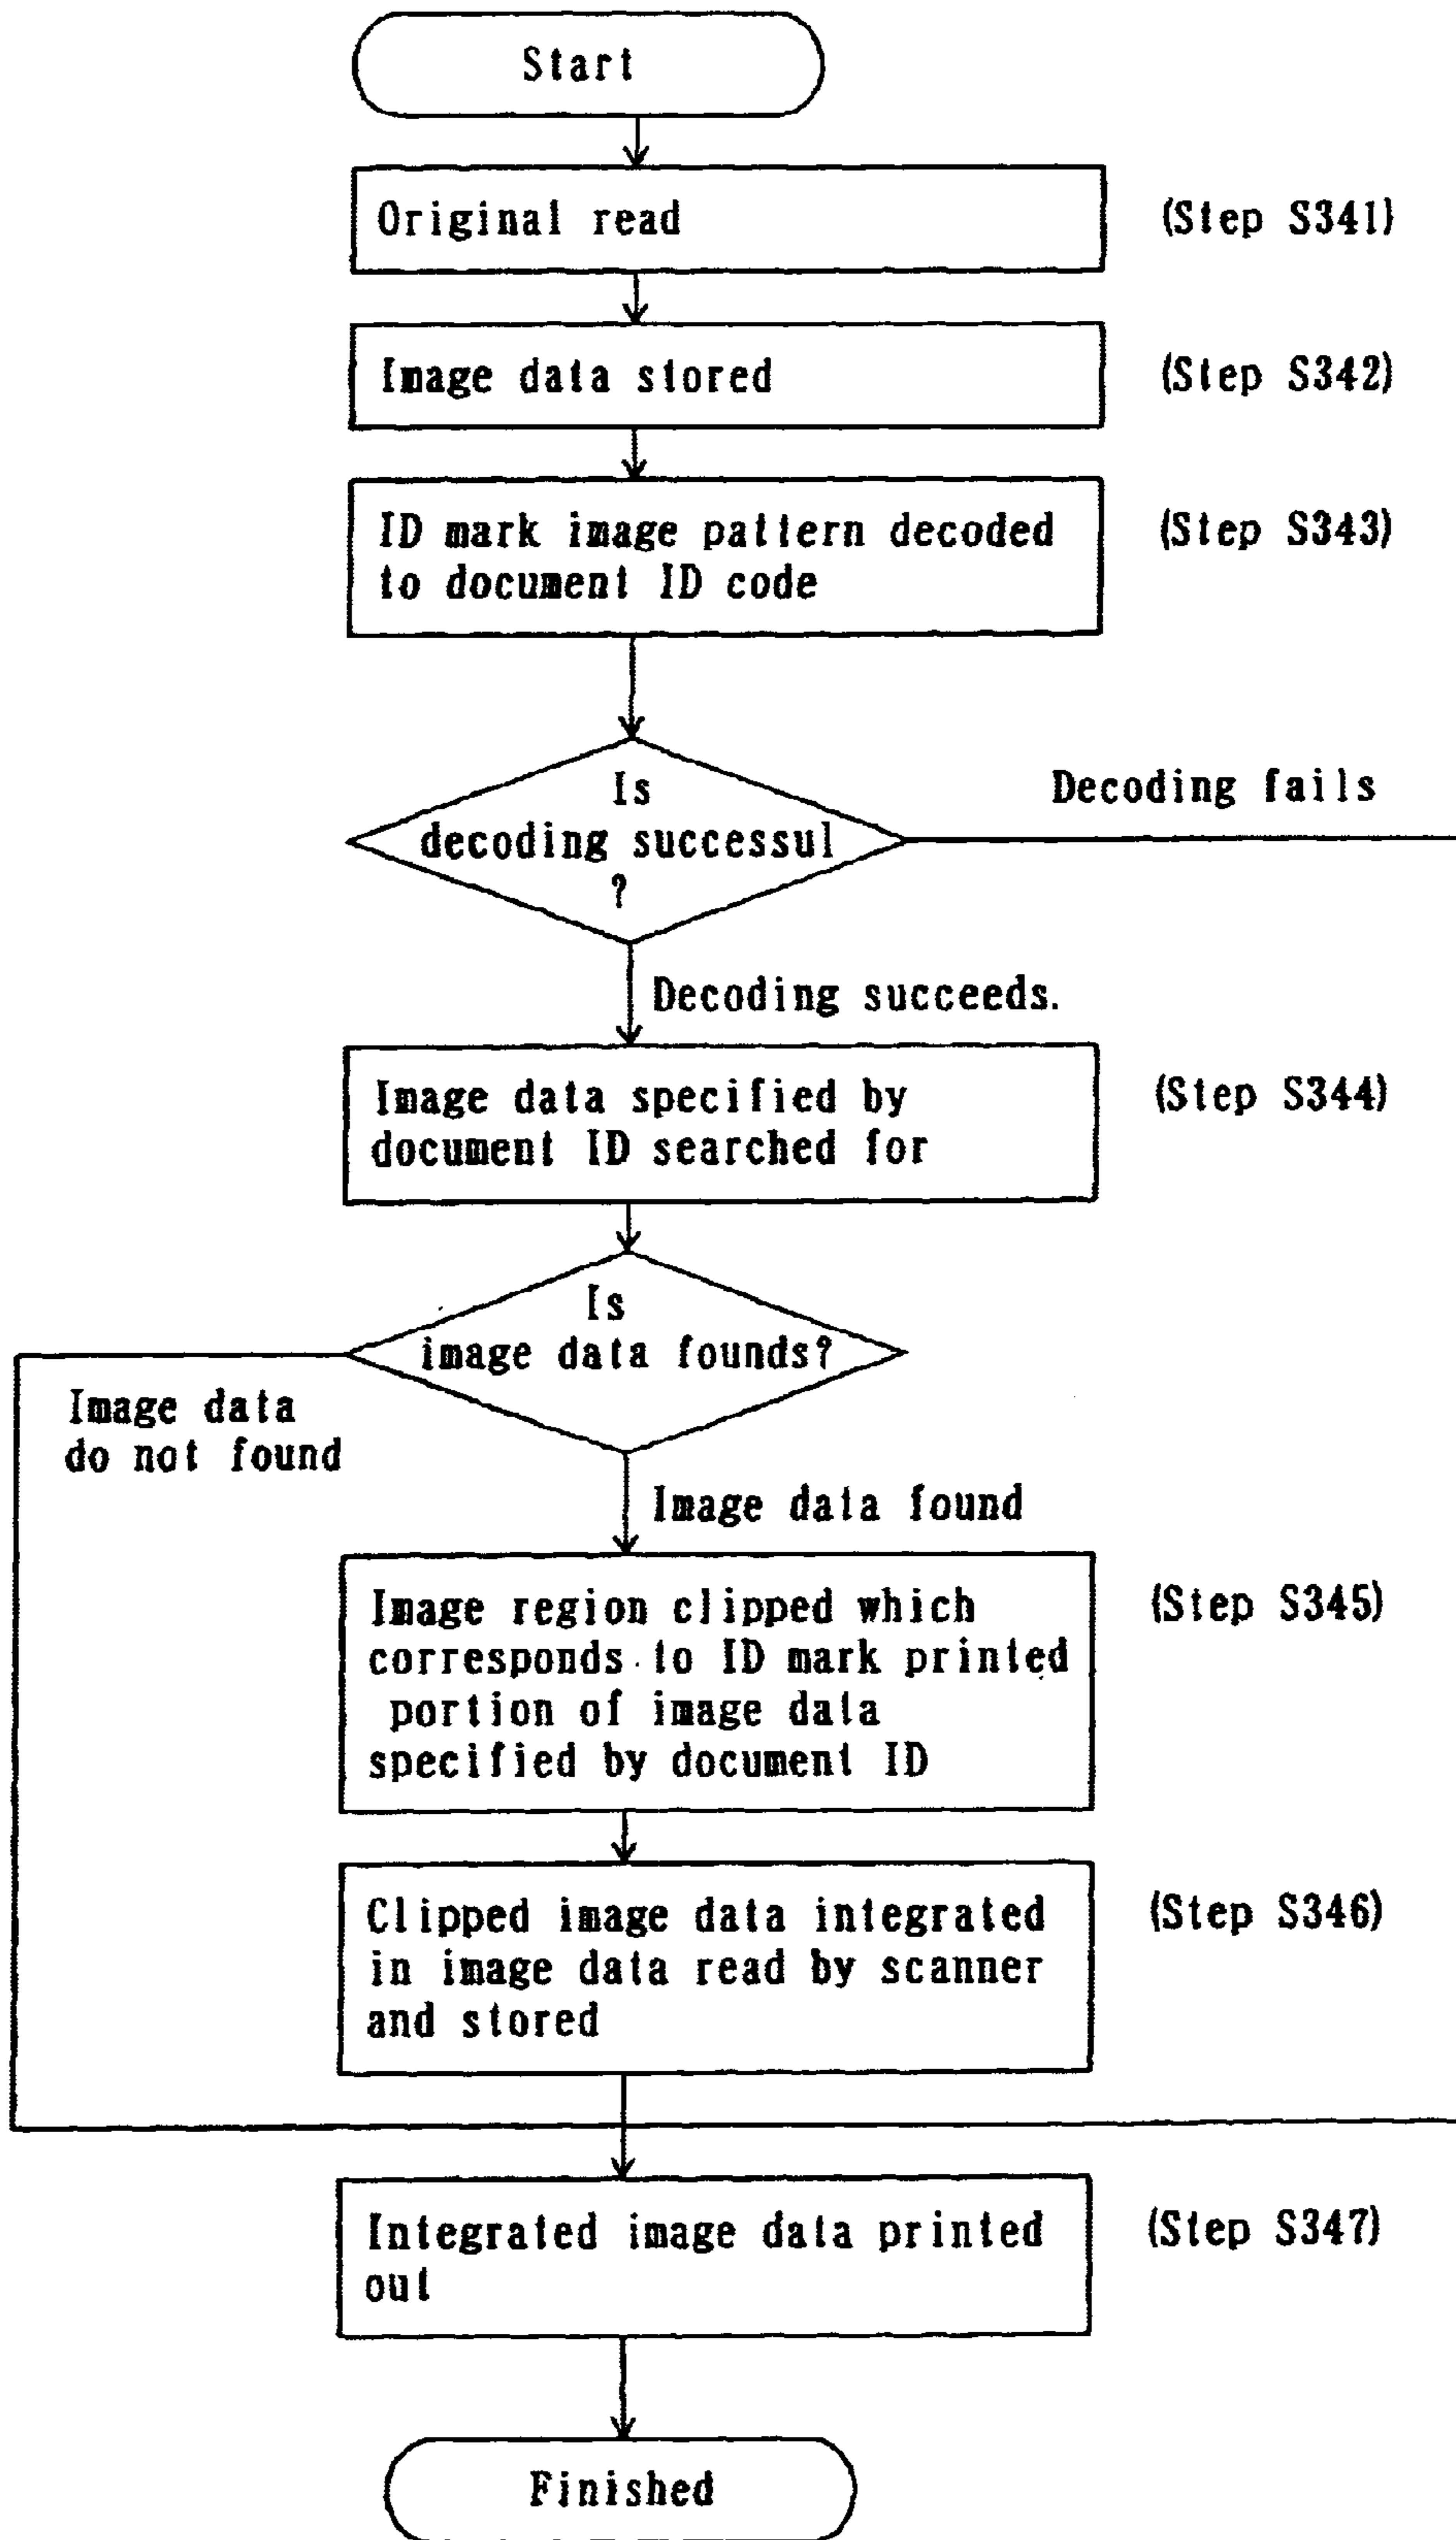 Start
Original read
(Step S341)
Image data stored
(Step S342)
ID mark image pattern decoded
to document ID code
(Step S343)
Is
decoding successul
?
Decoding fails
Decoding succeeds.
Image data specified by
document ID searched for
(Step S344)
Is
image data founds?
Image data
do not found
Image data found
Image region clipped which
corresponds to ID mark printed
portion of image data
specified by document ID
(Step S345)
Clipped image data integrated
in image data read by scanner
and stored
(Step S346)
Integrated image data printed
out
(Step S347)
Finished